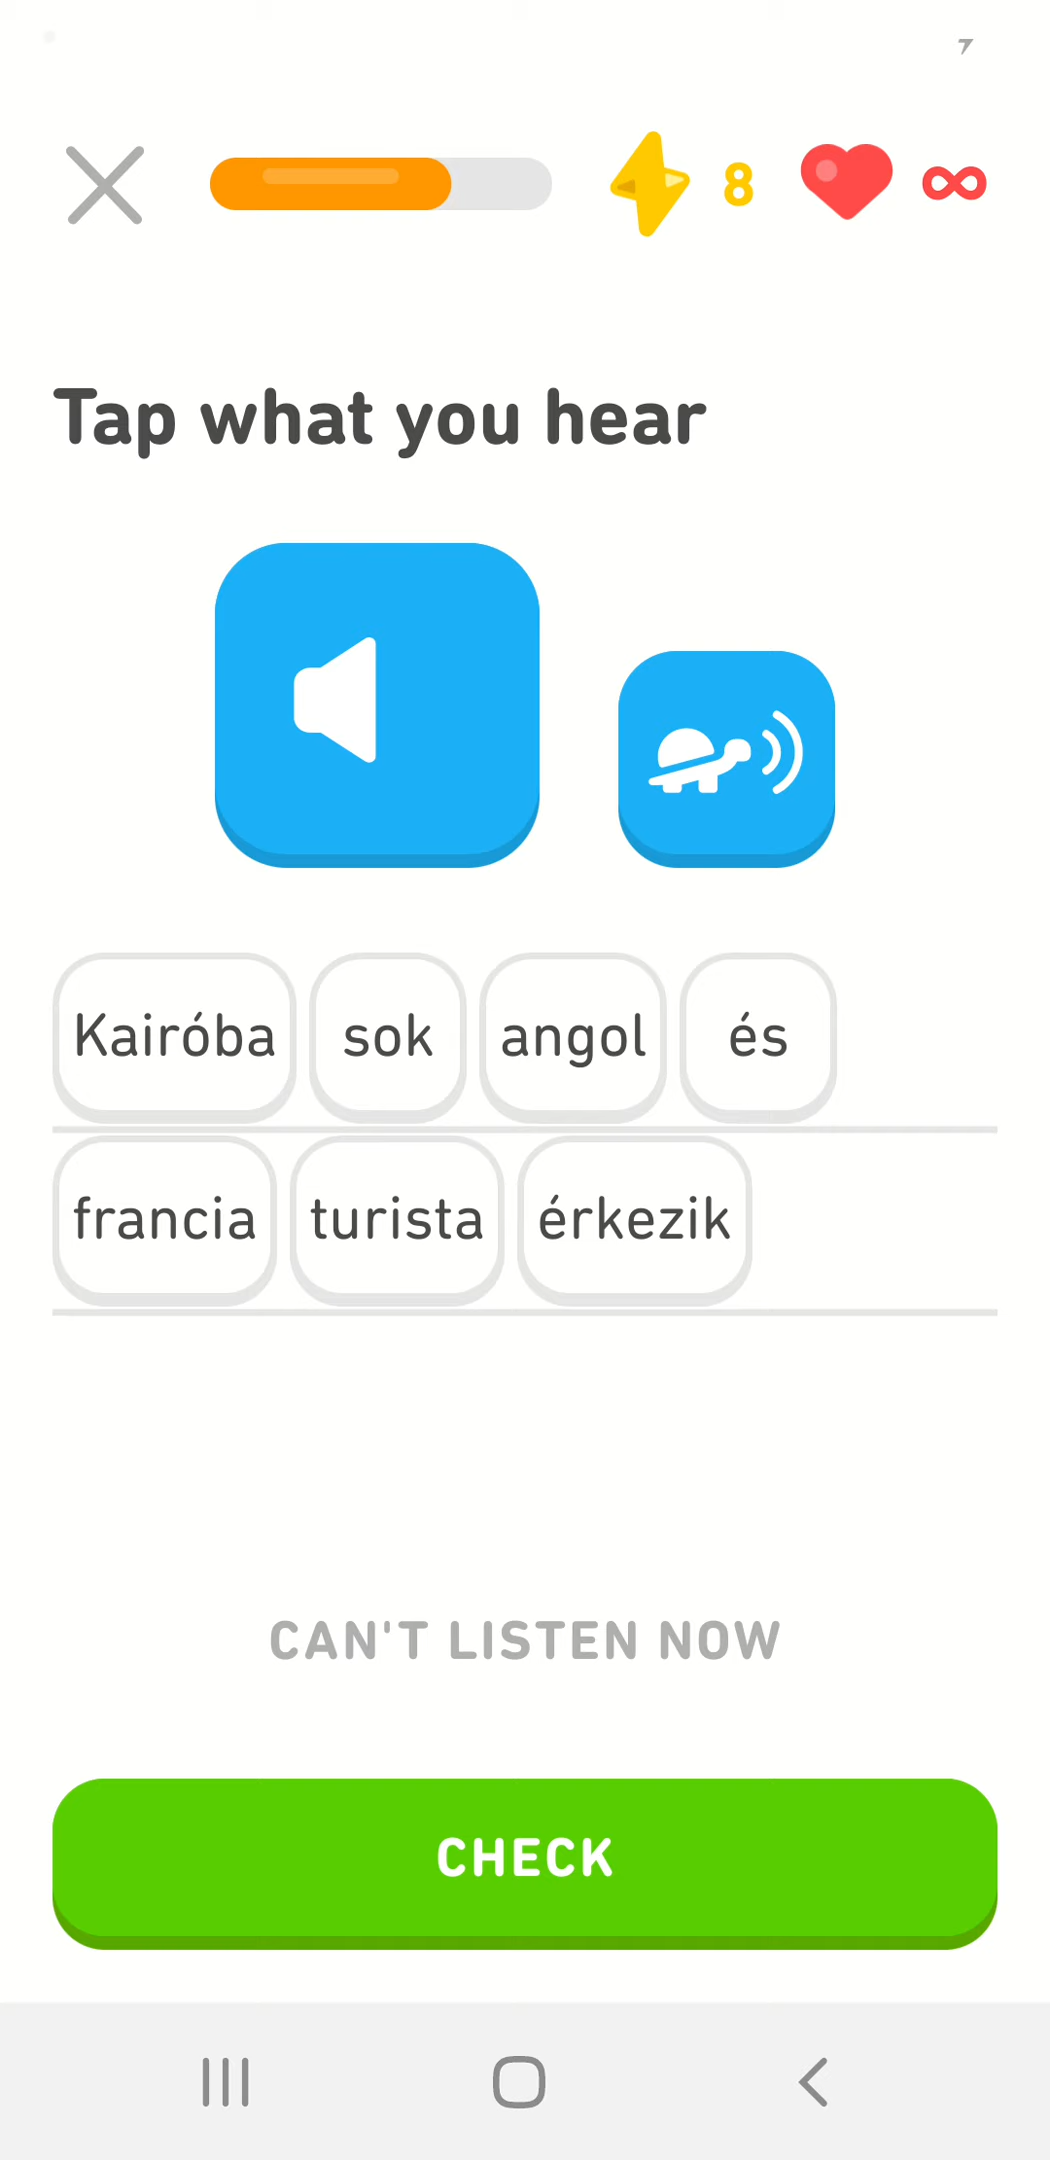 8 ∞
Tap what you hear
Kairóba sok angol és
francia turista érkezik
CAN'T LISTEN NOW
CHECK